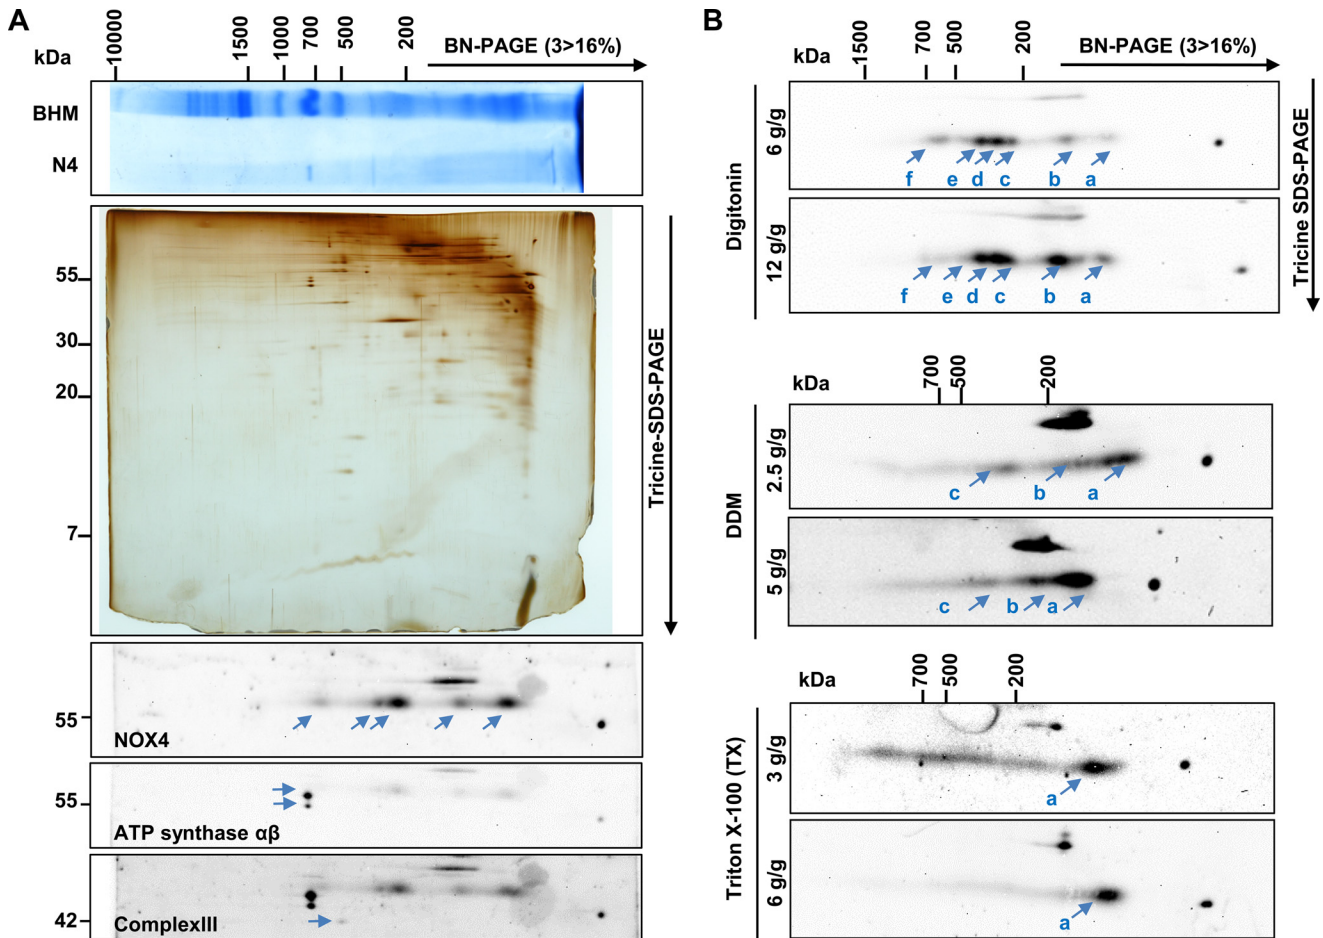 A
10000
1500
1000
700
500
200
kDa
BN-PAGE (3>16%)
BHM
N4
55
30
20
7
Tricine-SDS-PAGE
55
NOX4
55
ATP synthase αβ
42
ComplexIII
B
1500
700
500
200
kDa
BN-PAGE (3>16%)
Digitonin
6 g/g
f e d c b a
12 g/g
f e d c b a
Tricine SDS-PAGE
kDa
700
500
200
DDM
2.5 g/g
c b a
5 g/g
c b a
kDa
700
500
200
Triton X-100 (TX)
3 g/g
a
6 g/g
a